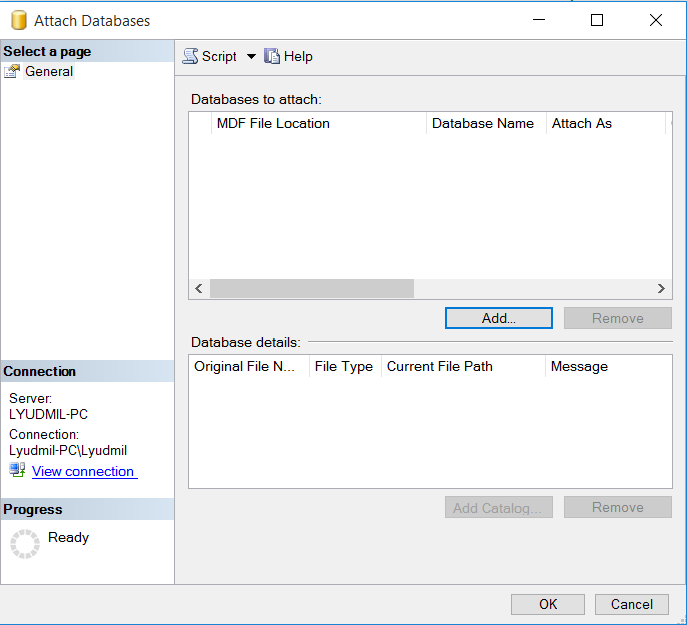 Attach Databases
Select a page
General
Script Help
Databases to attach:
MDF File Location Database Name Attach As
Add... Remove
Database details:
Original File N... File Type Current File Path Message
Add Catalog... Remove
Connection
Server:
LYUDMIL-PC
Connection:
Lyudmil-PC\Lyudmil
View connection
Progress
Ready
OK Cancel